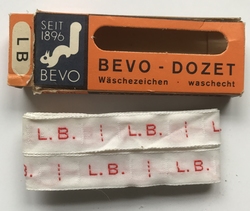 LB
SEIT
1896
BEVO
BEVO - DOZET
Wäschezeichen · waschecht
L.B. L.B. L.B.
L.B. L.B. L.B.